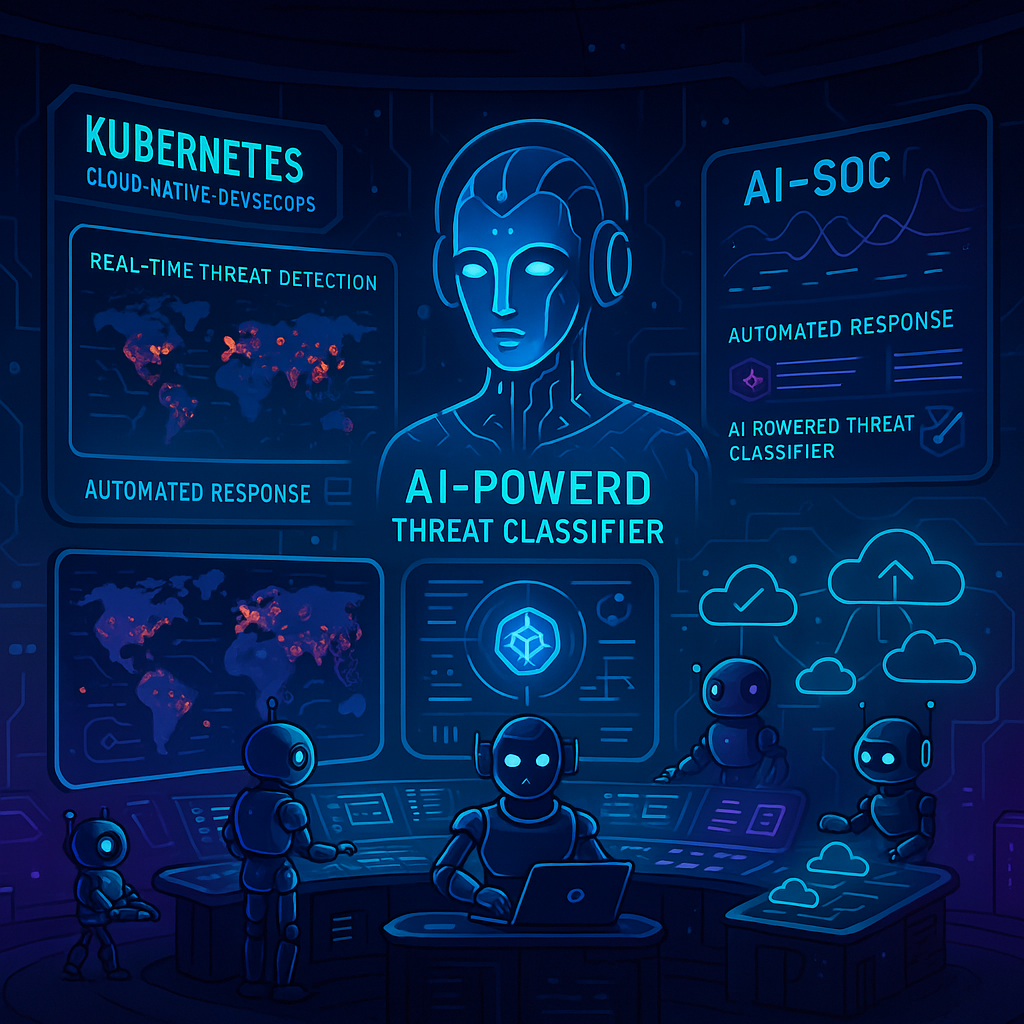 KUBERNETES
CLOUD-NATIVE-DEVSECOPS
REAL-TIME THREAT DETECTION
AUTOMATED RESPONSE
AI-POWERD
THREAT CLASSIFIER
AI-SOC
AUTOMATED RESPONSE
AI ROWERED THREAT
CLASSIFIER